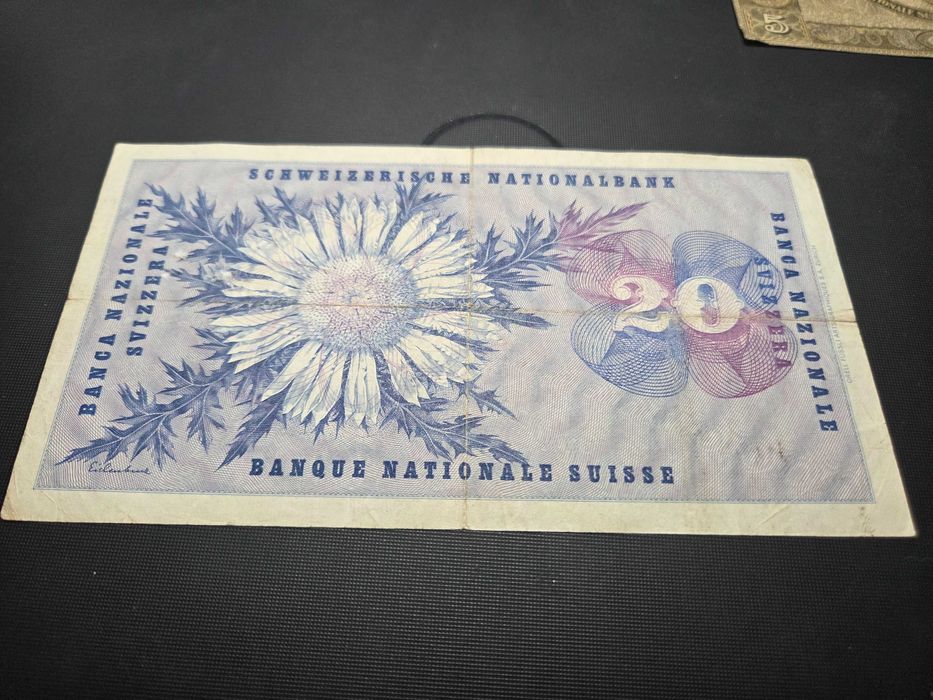 SCHWEIZERISCHE NATIONALBANK
BANCA NAZIONALE
SVIZZERA
20
BANCA NAZIONALE
SVIZZERA
BANQUE NATIONALE SUISSE